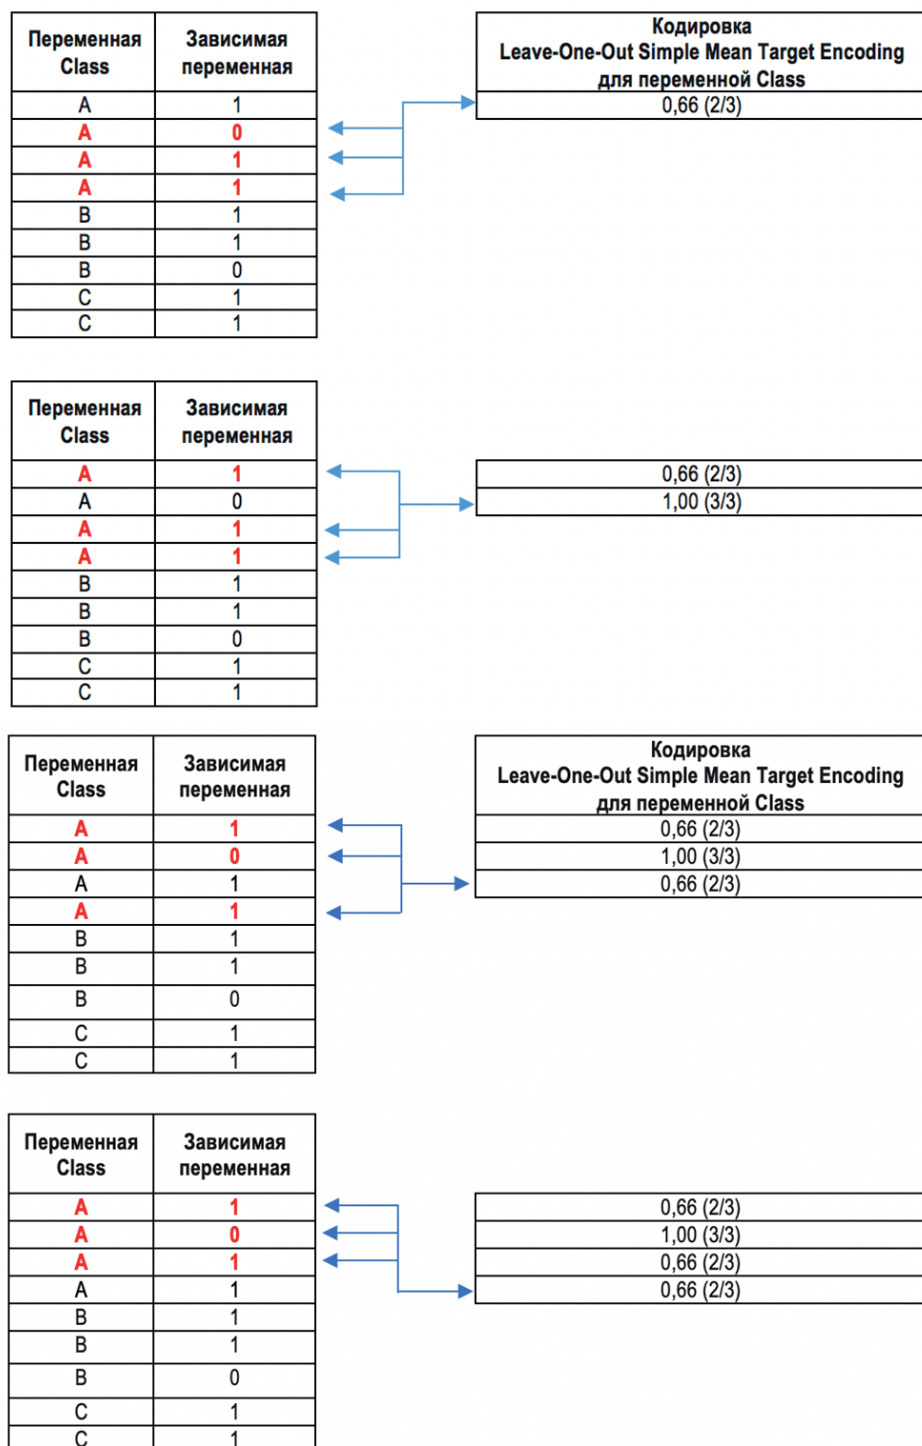 Переменная Class Зависимая переменная
A 1
A 0
A 1
A 1
B 1
B 1
B 0
C 1
C 1
Кодировка
Leave-One-Out Simple Mean Target Encoding
для переменной Class
0,66 (2/3)
Переменная Class Зависимая переменная
A 1
A 0
A 1
A 1
B 1
B 1
B 0
C 1
C 1
0,66 (2/3)
1,00 (3/3)
Переменная Class Зависимая переменная
A 1
A 0
A 1
A 1
B 1
B 1
B 0
C 1
C 1
Кодировка
Leave-One-Out Simple Mean Target Encoding
для переменной Class
0,66 (2/3)
1,00 (3/3)
0,66 (2/3)
Переменная Class Зависимая переменная
A 1
A 0
A 1
A 1
B 1
B 1
B 0
C 1
C 1
0,66 (2/3)
1,00 (3/3)
0,66 (2/3)
0,66 (2/3)